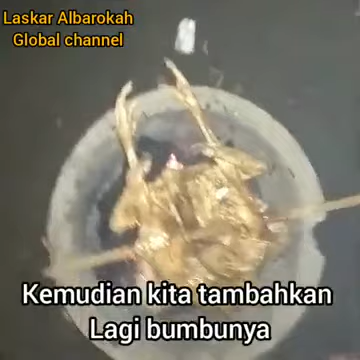 Laskar Albarokah
Global channel
Kemudian kita tambahkan
Lagi bumbunya